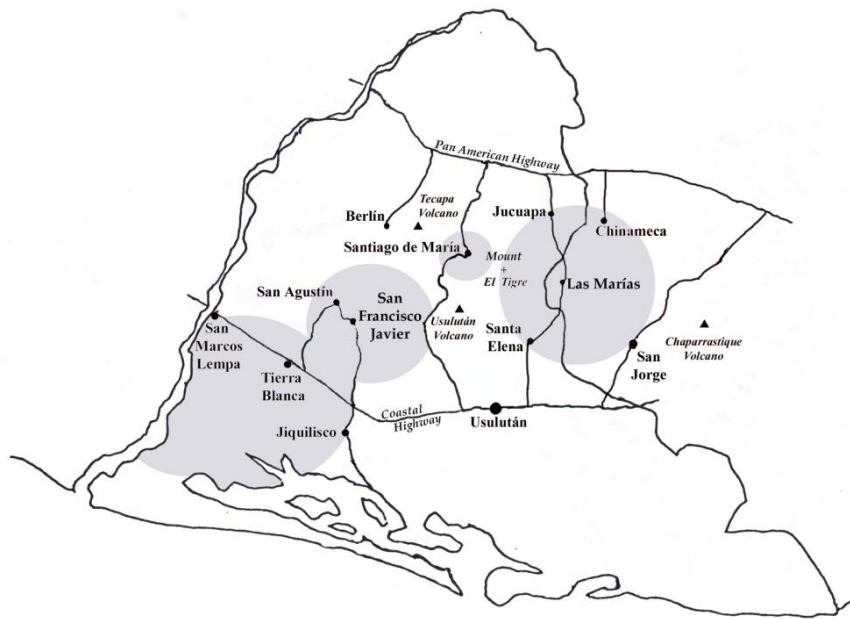 Pan American Highway
Tecapa
Volcano
Berlín
Jucuapa
Chinameca
Santiago de María
Mount
+
El Tigre
Las Marías
San Agustín
San
Francisco
Javier
Usulután
Volcano
Santa
Elena
Chaparrastique
Volcano
San
Marcos
Lempa
San
Jorge
Tierra
Blanca
Coastal
Highway
Usulután
Jiquilisco